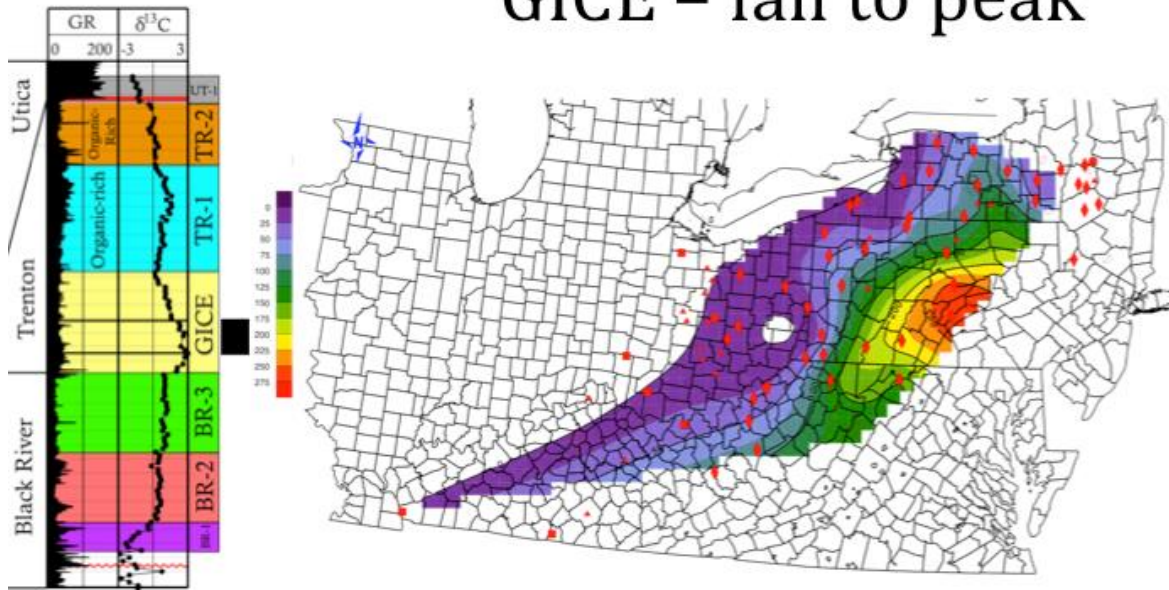 GICE – fall to peak
GR δ¹³C
0 200 -3 3
Utica
Trenton
Black River
UT-1
Organic-
Rich
TR-2
Organic-rich
TR-1
GICE
BR-3
BR-2
BR-1
0
25
50
75
100
125
150
175
200
225
250
275
N